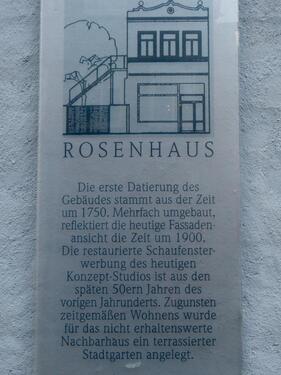 ROSENHAUS
Die erste Datierung des
Gebäudes stammt aus der Zeit
um 1750. Mehrfach umgebaut,
reflektiert die heutige Fassaden-
ansicht die Zeit um 1900.
Die restaurierte Schaufenster-
werbung des heutigen
Konzept-Studios ist aus den
späten 50ern Jahren des
vorigen Jahrunderts. Zugunsten
zeitgemäßen Wohnens wurde
für das nicht erhaltenswerte
Nachbarhaus ein terrassierter
Stadtgarten angelegt.